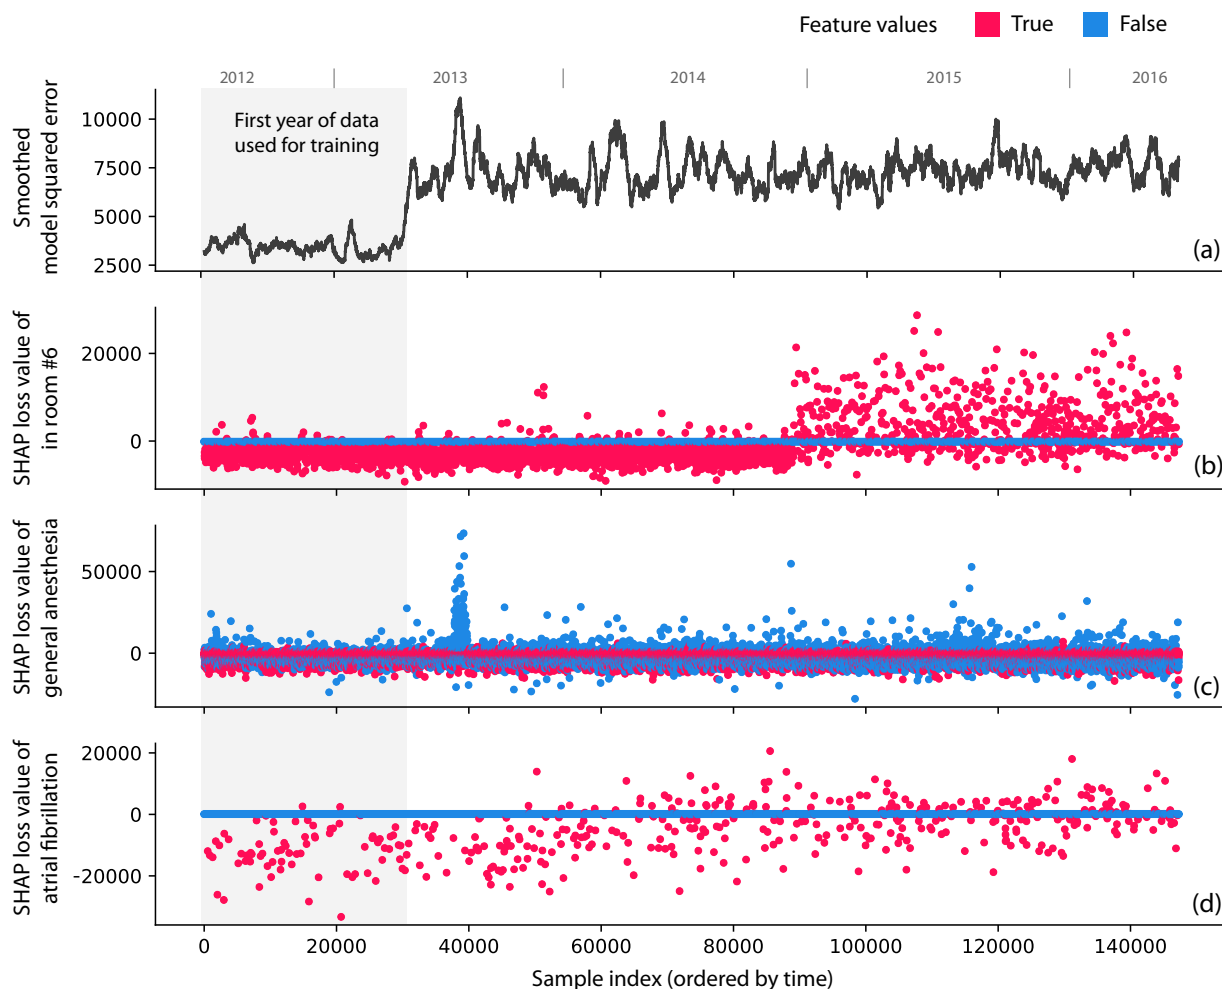 Feature values True False
2012 | 2013 | 2014 | 2015 | 2016
Smoothed
model squared error
10000
7500
5000
2500
First year of data
used for training
(a)
SHAP loss value of
in room #6
20000
0
(b)
SHAP loss value of
general anesthesia
50000
0
(c)
SHAP loss value of
atrial fibrillation
20000
0
-20000
(d)
0 20000 40000 60000 80000 100000 120000 140000
Sample index (ordered by time)